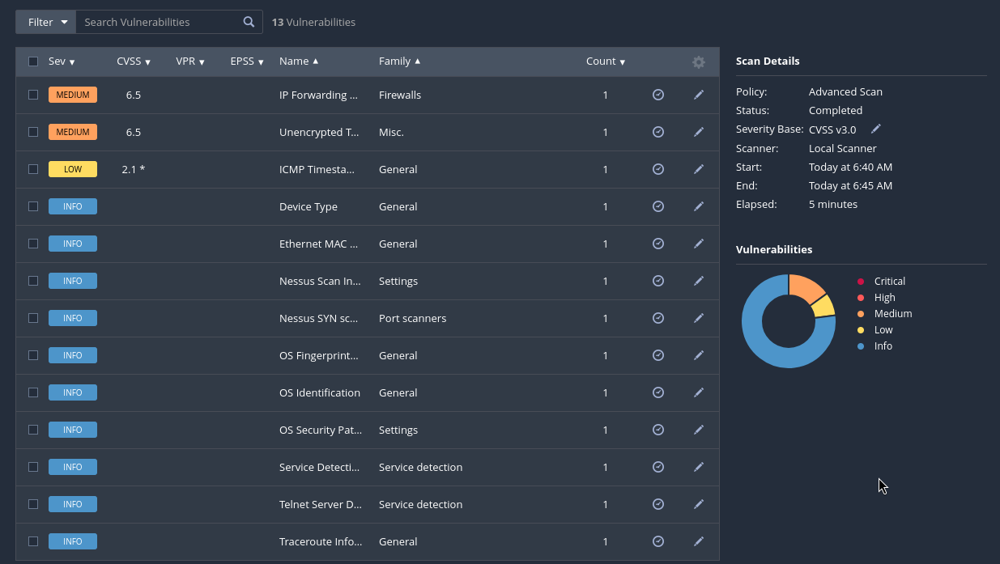 Filter Search Vulnerabilities 13 Vulnerabilities
Sev CVSS VPR EPSS Name Family Count
MEDIUM 6.5 IP Forwarding ... Firewalls 1
MEDIUM 6.5 Unencrypted T... Misc. 1
LOW 2.1 * ICMP Timesta... General 1
INFO Device Type General 1
INFO Ethernet MAC ... General 1
INFO Nessus Scan In... Settings 1
INFO Nessus SYN sc... Port scanners 1
INFO OS Fingerprint... General 1
INFO OS Identification General 1
INFO OS Security Pat... Settings 1
INFO Service Detecti... Service detection 1
INFO Telnet Server D... Service detection 1
INFO Traceroute Info... General 1
Scan Details
Policy: Advanced Scan
Status: Completed
Severity Base: CVSS v3.0
Scanner: Local Scanner
Start: Today at 6:40 AM
End: Today at 6:45 AM
Elapsed: 5 minutes
Vulnerabilities
Critical
High
Medium
Low
Info